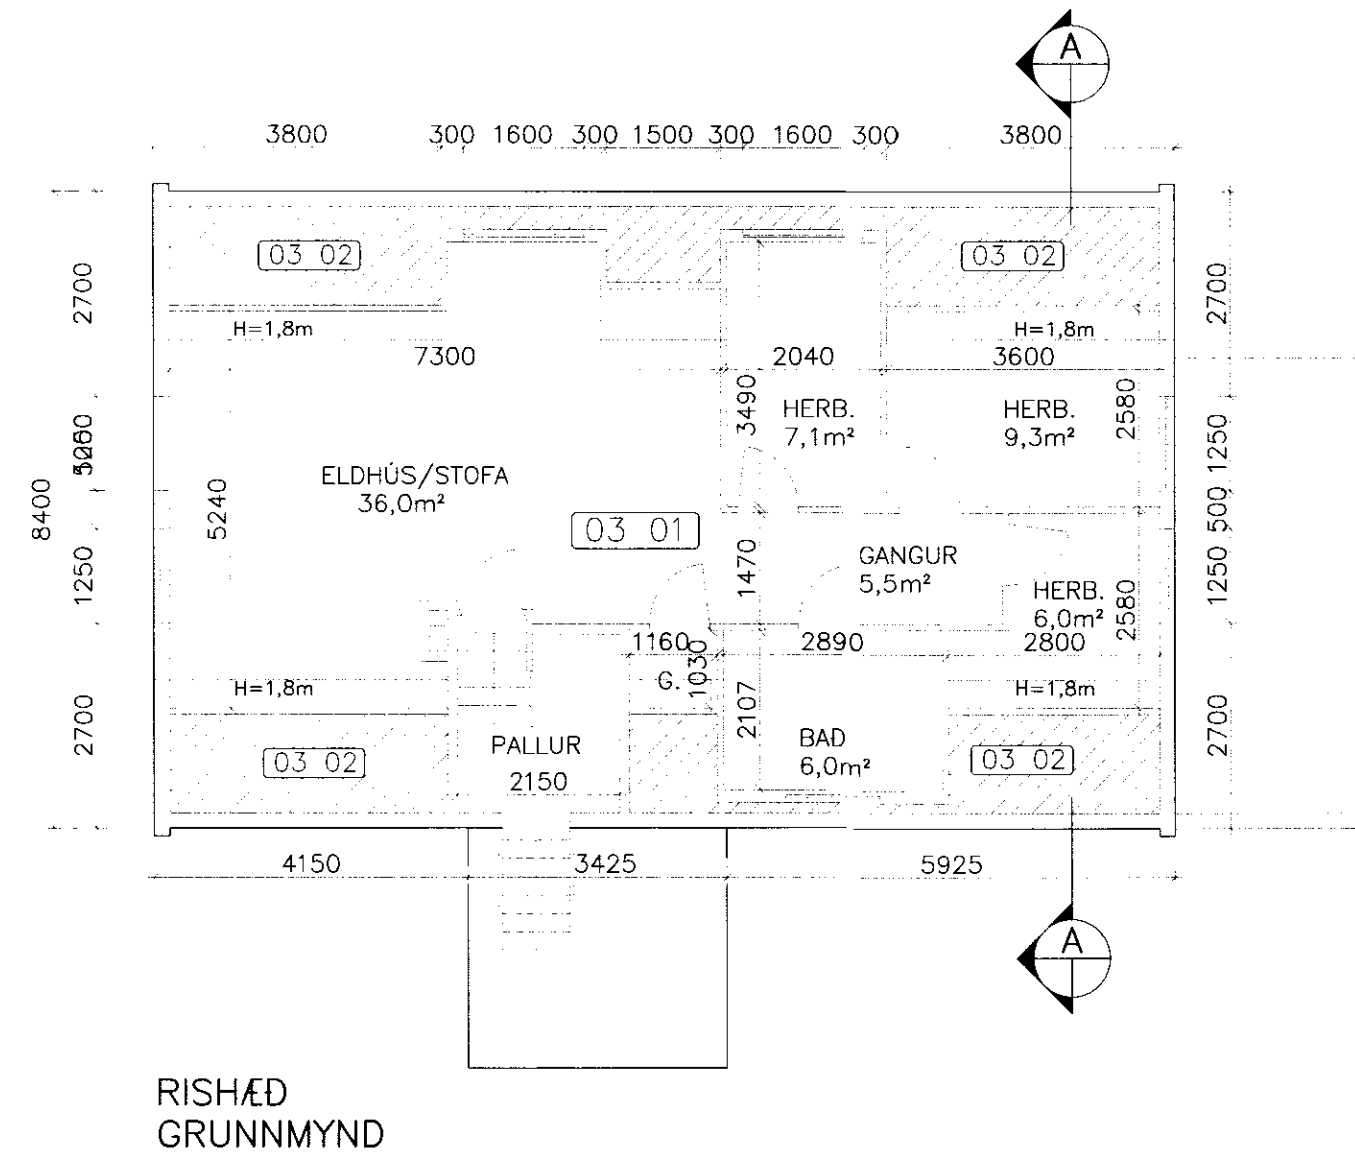 A
3800 300 1600 300 1500 300 1600 300 3800
03 02
03 02
2700
2700
H=1,8m
H=1,8m
7300
2040
3600
3490
2580
HERB.
7,1m²
HERB.
9,3m²
1250
ELDHÚS/STOFA
36,0m²
8400
5240
500
03 01
1250
1470
GANGUR
5,5m²
1250
HERB.
6,0m²
2580
1160
2890
2800
1030
G.
H=1,8m
H=1,8m
2700
2107
2700
PALLUR
2150
BAD
6,0m²
03 02
03 02
4150
3425
5925
A
RISHÆÐ
GRUNNMYND